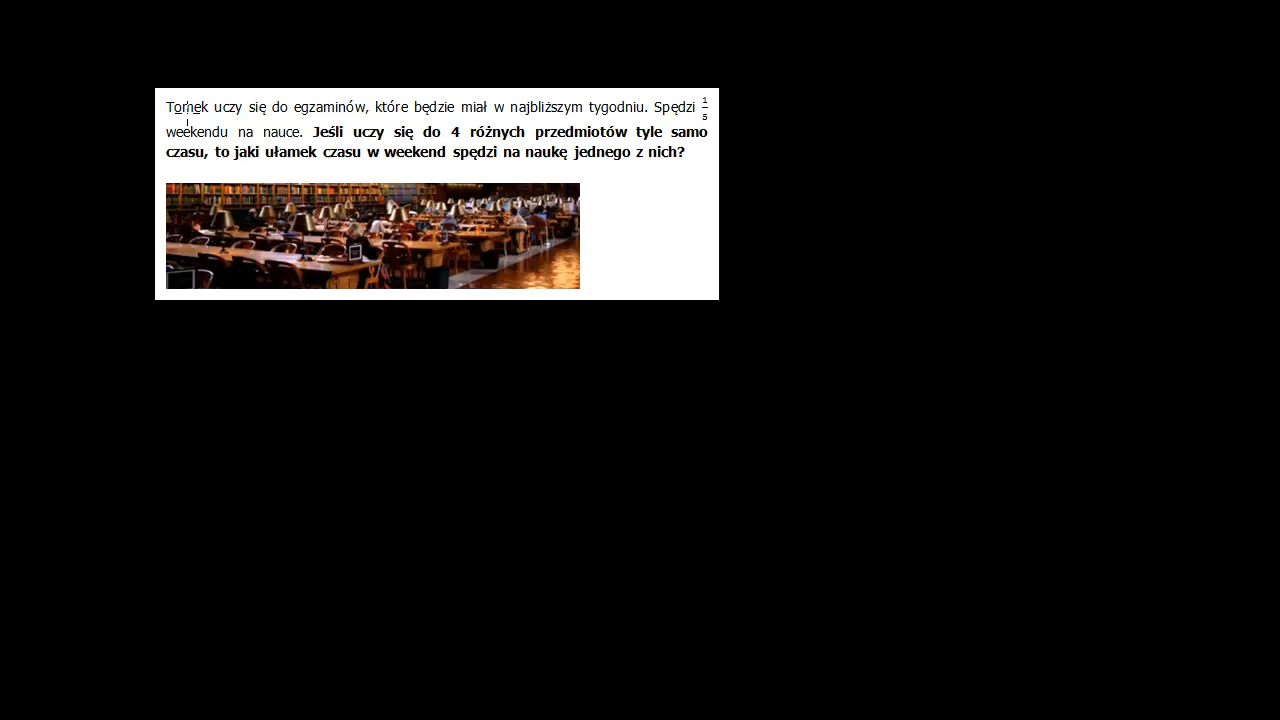 Tomek uczy się do egzaminów, które będzie miał w najbliższym tygodniu. Spędzi 1/5
weekendu na nauce. Jeśli uczy się do 4 różnych przedmiotów tyle samo
czasu, to jaki ułamek czasu w weekend spędzi na naukę jednego z nich?